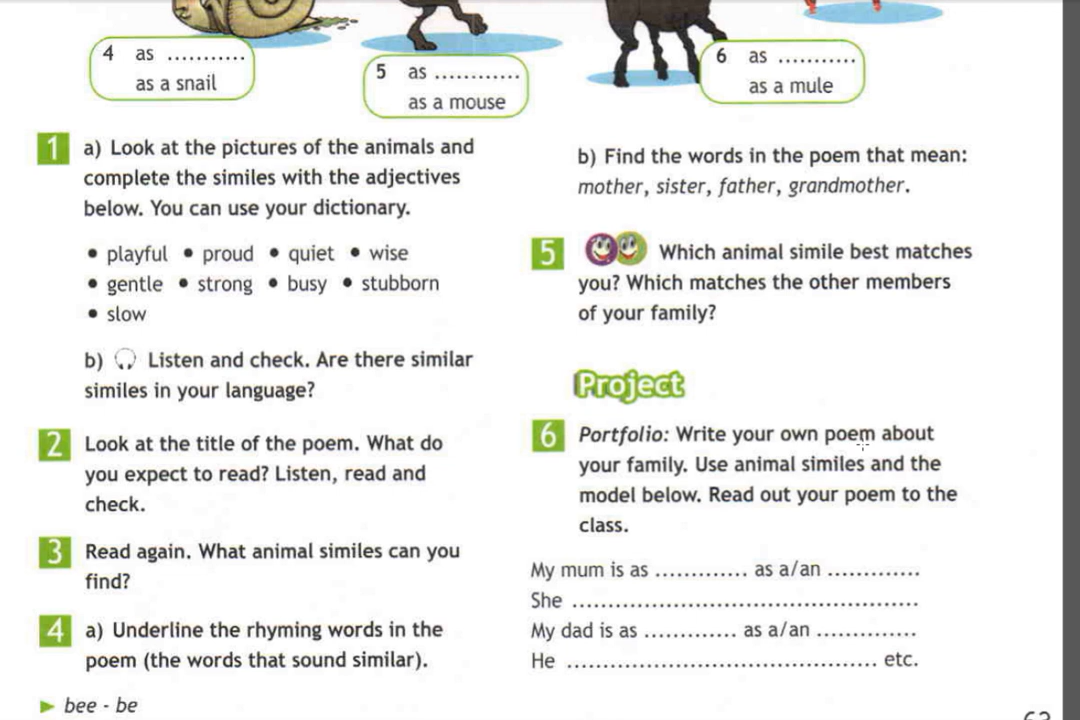 4 as ............
as a snail
5 as ............
as a mouse
6 as ............
as a mule
1 a) Look at the pictures of the animals and
complete the similes with the adjectives
below. You can use your dictionary.
• playful • proud • quiet • wise
• gentle • strong • busy • stubborn
• slow
b) Listen and check. Are there similar
similes in your language?
2 Look at the title of the poem. What do
you expect to read? Listen, read and
check.
3 Read again. What animal similes can you
find?
4 a) Underline the rhyming words in the
poem (the words that sound similar).
► bee - be
b) Find the words in the poem that mean:
mother, sister, father, grandmother.
5 Which animal simile best matches
you? Which matches the other members
of your family?
Project
6 Portfolio: Write your own poem about
your family. Use animal similes and the
model below. Read out your poem to the
class.
My mum is as ............. as a/an .............
She ................................................
My dad is as ............. as a/an ..............
He ........................................... etc.